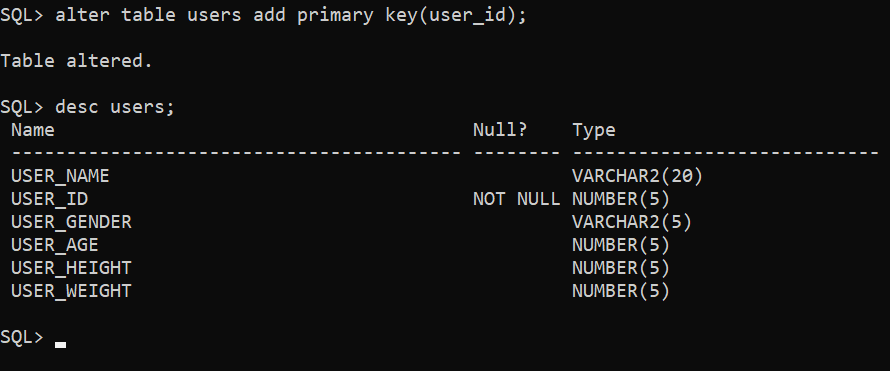 SQL> alter table users add primary key(user_id);
Table altered.
SQL> desc users;
Name Null? Type
----------------------------------------- -------- ----------------------------
USER_NAME VARCHAR2(20)
USER_ID NOT NULL NUMBER(5)
USER_GENDER VARCHAR2(5)
USER_AGE NUMBER(5)
USER_HEIGHT NUMBER(5)
USER_WEIGHT NUMBER(5)
SQL> _